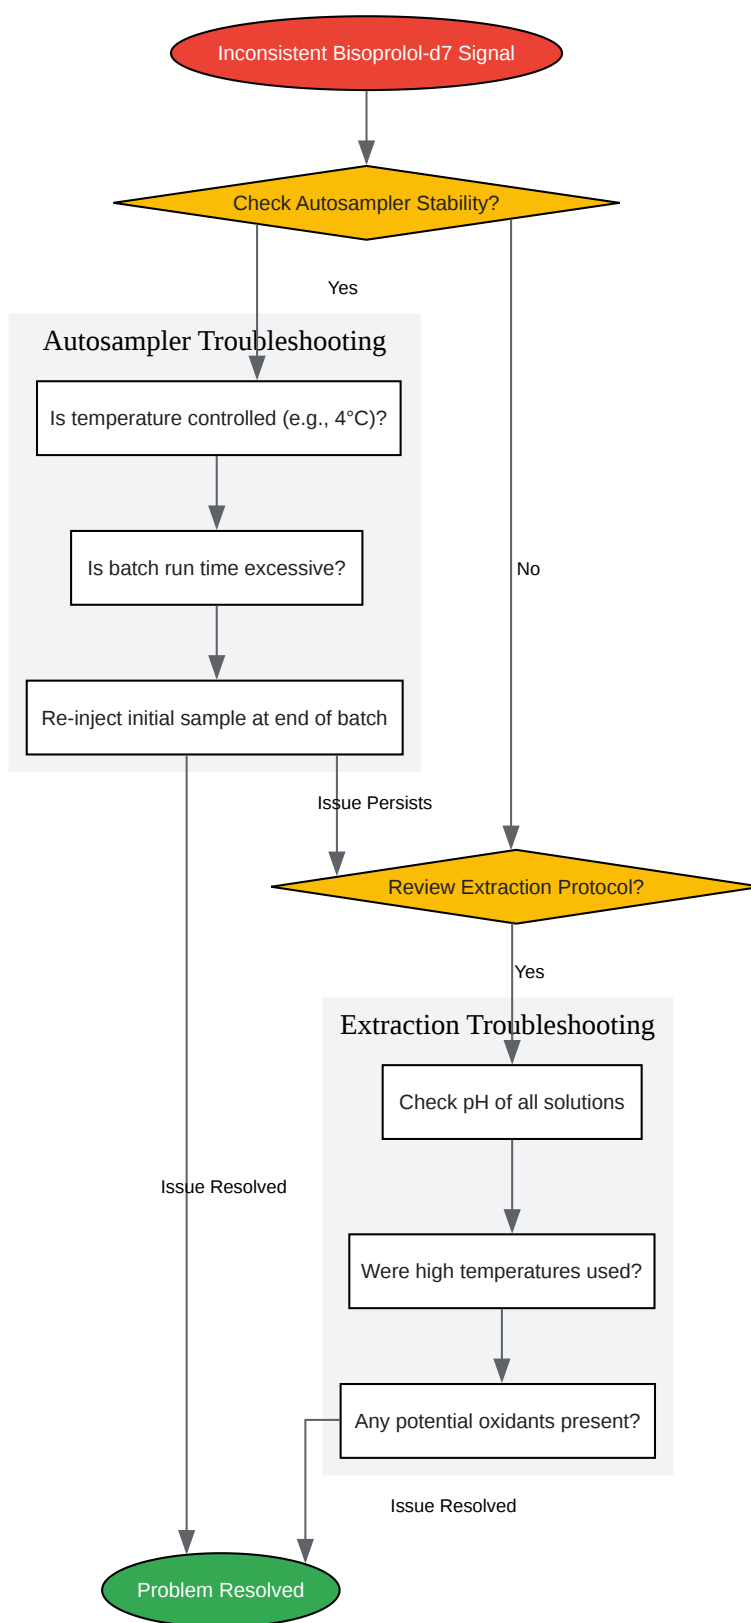 Inconsistent Bisoprolol-d7 Signal
Check Autosampler Stability?
Yes
Autosampler Troubleshooting
Is temperature controlled (e.g., 4°C)?
Is batch run time excessive?
No
Re-inject initial sample at end of batch
Issue Persists
Review Extraction Protocol?
Yes
Extraction Troubleshooting
Check pH of all solutions
Issue Resolved
Were high temperatures used?
Any potential oxidants present?
Issue Resolved
Problem Resolved